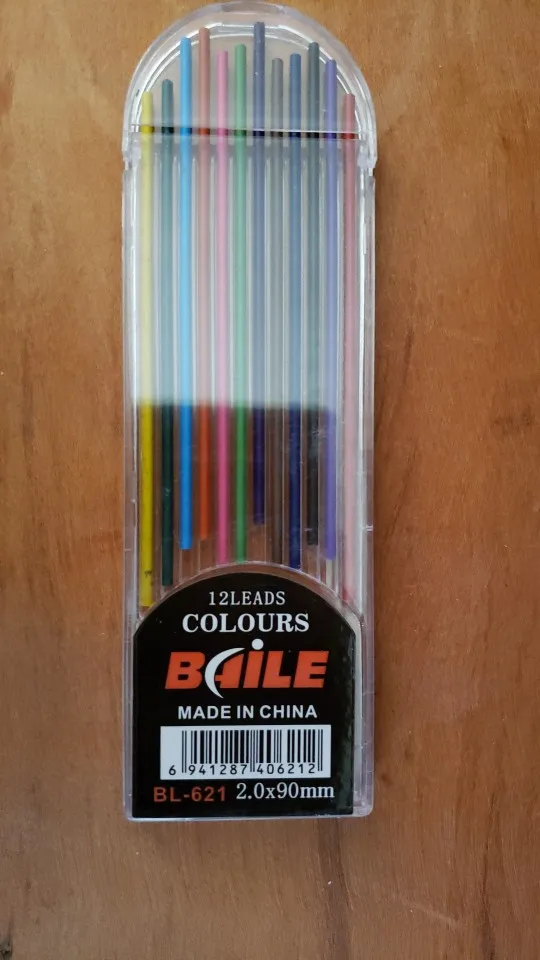 12LEADS
COLOURS
BAILE
MADE IN CHINA
6 941287 406212
BL-621 2.0x90mm